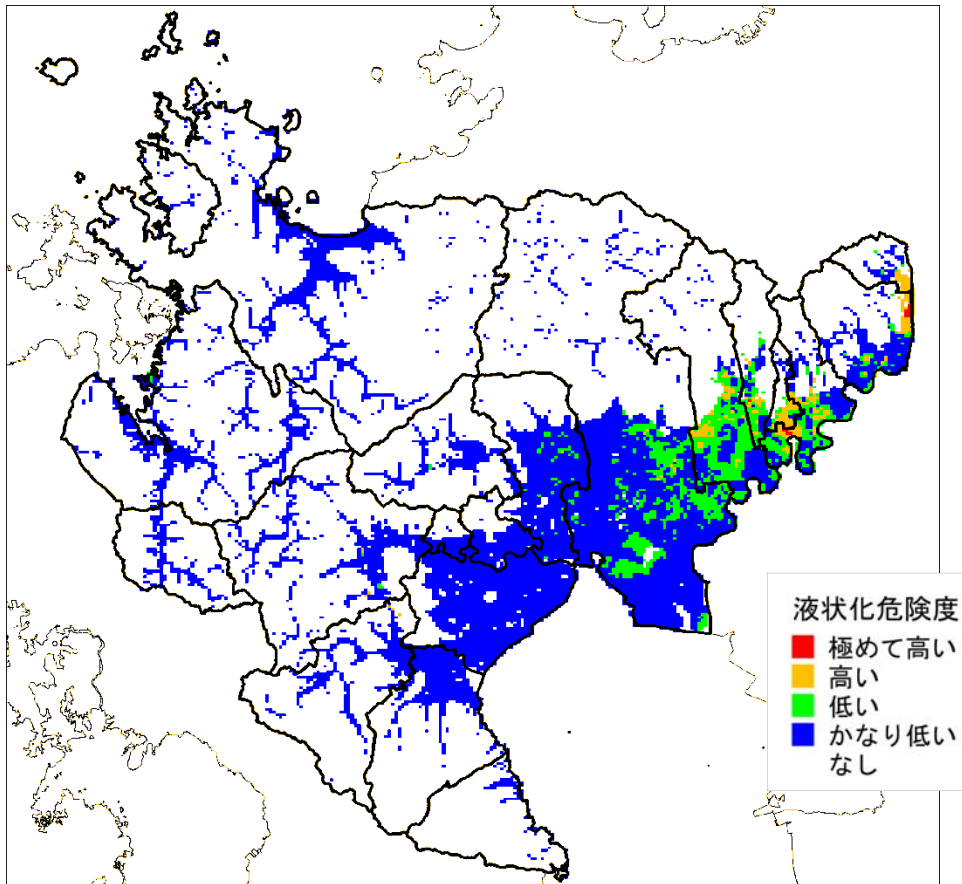 液状化危険度
極めて高い
高い
低い
かなり低い
なし